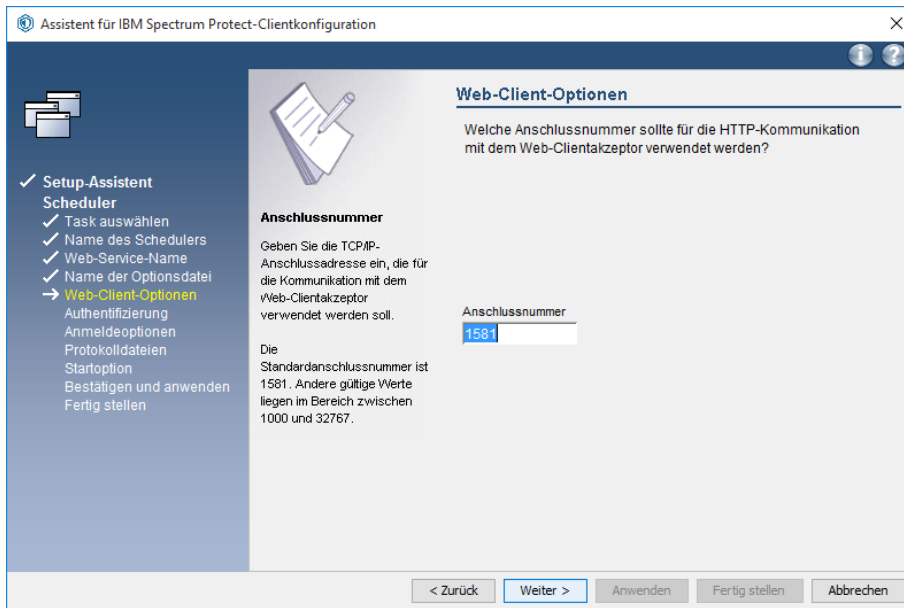 Assistent für IBM Spectrum Protect-Clientkonfiguration
Setup-Assistent
Scheduler
Task auswählen
Name des Schedulers
Web-Service-Name
Name der Optionsdatei
Web-Client-Optionen
Authentifizierung
Anmeldeoptionen
Protokolldateien
Startoption
Bestätigen und anwenden
Fertig stellen
Anschlussnummer
Geben Sie die TCP/IP-
Anschlussadresse ein, die für
die Kommunikation mit dem
Web-Clientakzeptor
verwendet werden soll.
Die
Standardanschlussnummer ist
1581. Andere gültige Werte
liegen im Bereich zwischen
1000 und 32767.
Web-Client-Optionen
Welche Anschlussnummer sollte für die HTTP-Kommunikation
mit dem Web-Clientakzeptor verwendet werden?
Anschlussnummer
1581
< Zurück
Weiter >
Anwenden
Fertig stellen
Abbrechen